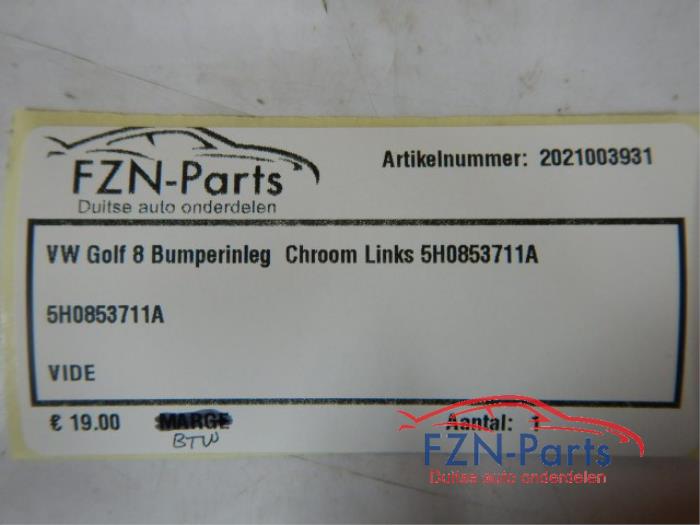 FZN-Parts
Duitse auto onderdelen
Artikelnummer: 2021003931
VW Golf 8 Bumperinleg Chroom Links 5H0853711A
5H0853711A
VIDE
€ 19.00 MARGE Aantal: 1
BTW
FZN-Parts
Duitse auto onderdelen